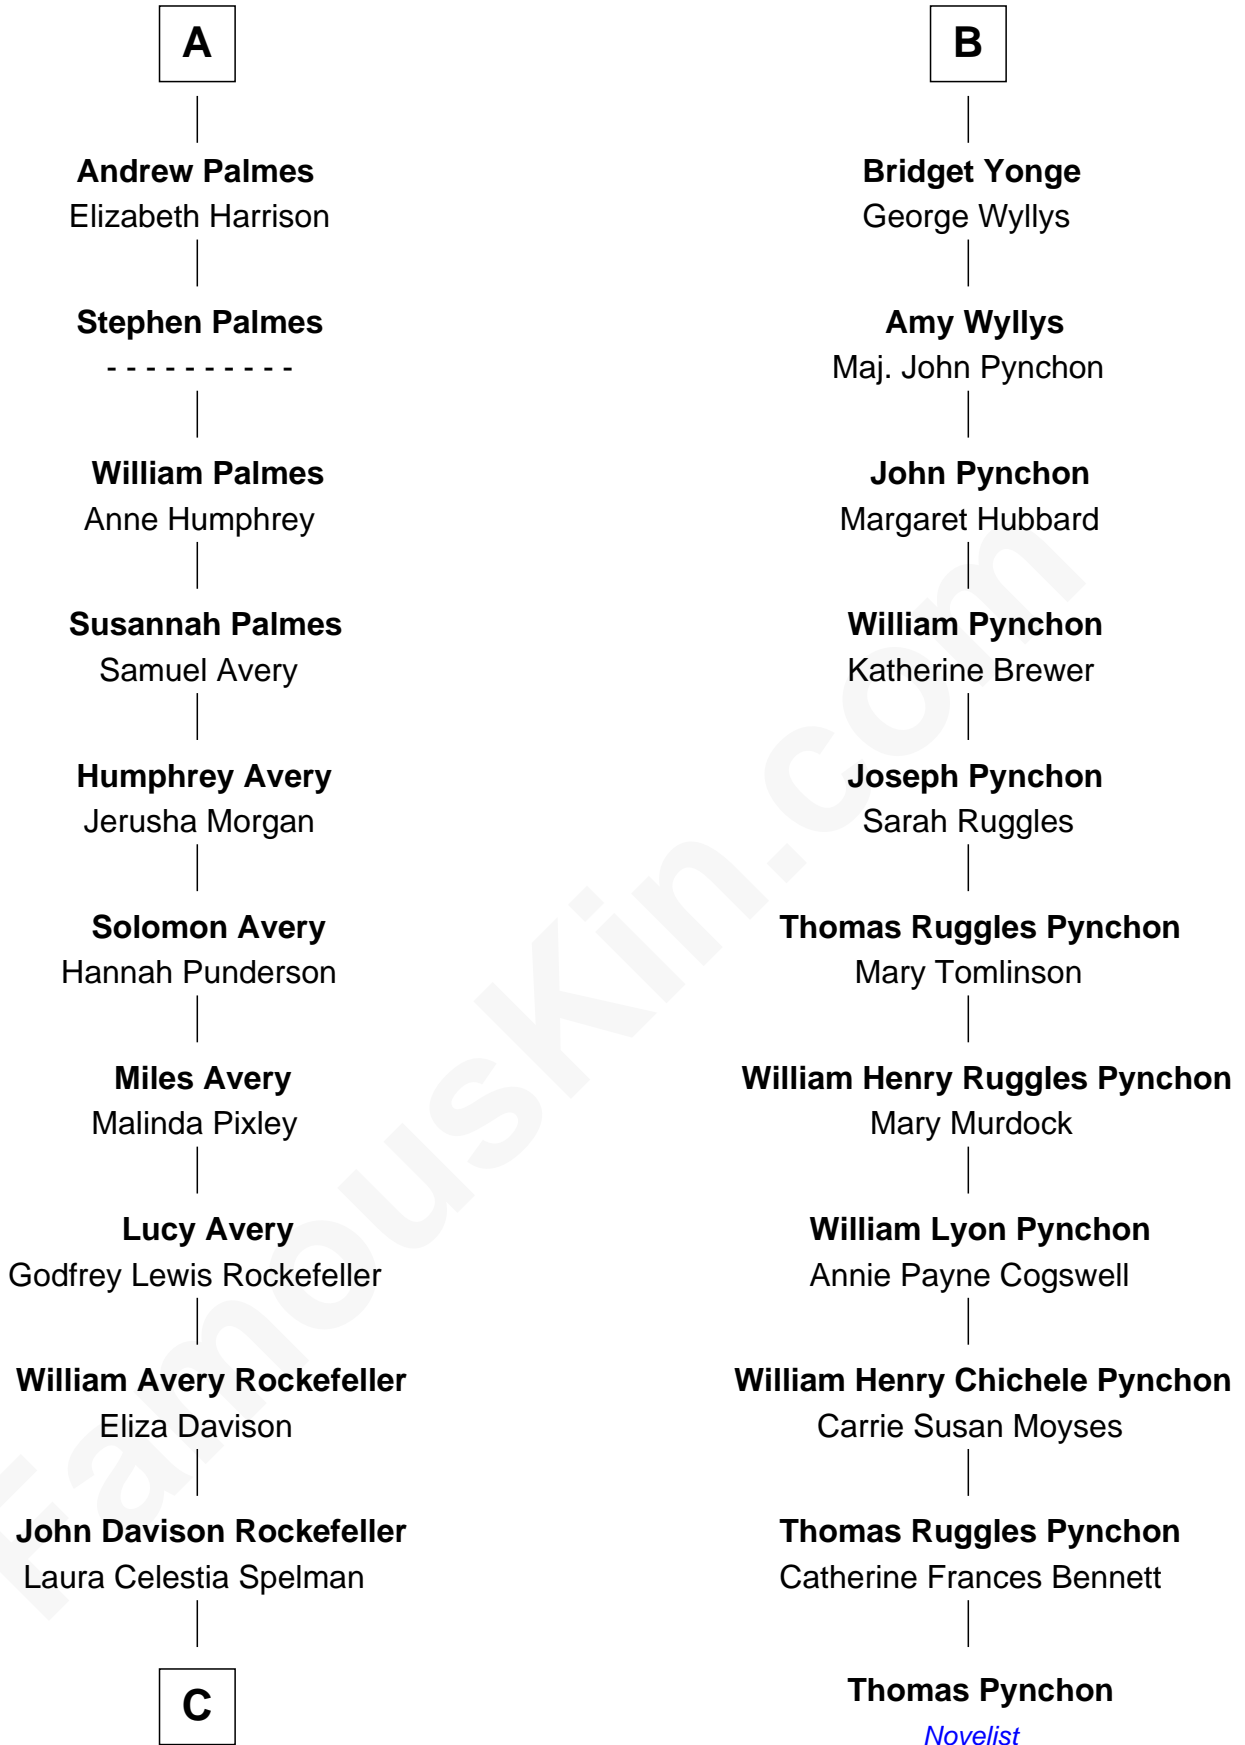 A
Andrew Palmes
Elizabeth Harrison
Stephen Palmes
- - - - - - - - - -
William Palmes
Anne Humphrey
Susannah Palmes
Samuel Avery
Humphrey Avery
Jerusha Morgan
Solomon Avery
Hannah Punderson
Miles Avery
Malinda Pixley
Lucy Avery
Godfrey Lewis Rockefeller
William Avery Rockefeller
Eliza Davison
John Davison Rockefeller
Laura Celestia Spelman
C
B
Bridget Yonge
George Wyllys
Amy Wyllys
Maj. John Pynchon
John Pynchon
Margaret Hubbard
William Pynchon
Katherine Brewer
Joseph Pynchon
Sarah Ruggles
Thomas Ruggles Pynchon
Mary Tomlinson
William Henry Ruggles Pynchon
Mary Murdock
William Lyon Pynchon
Annie Payne Cogswell
William Henry Chichele Pynchon
Carrie Susan Moyses
Thomas Ruggles Pynchon
Catherine Frances Bennett
Thomas Pynchon
Novelist
FamousKin.com